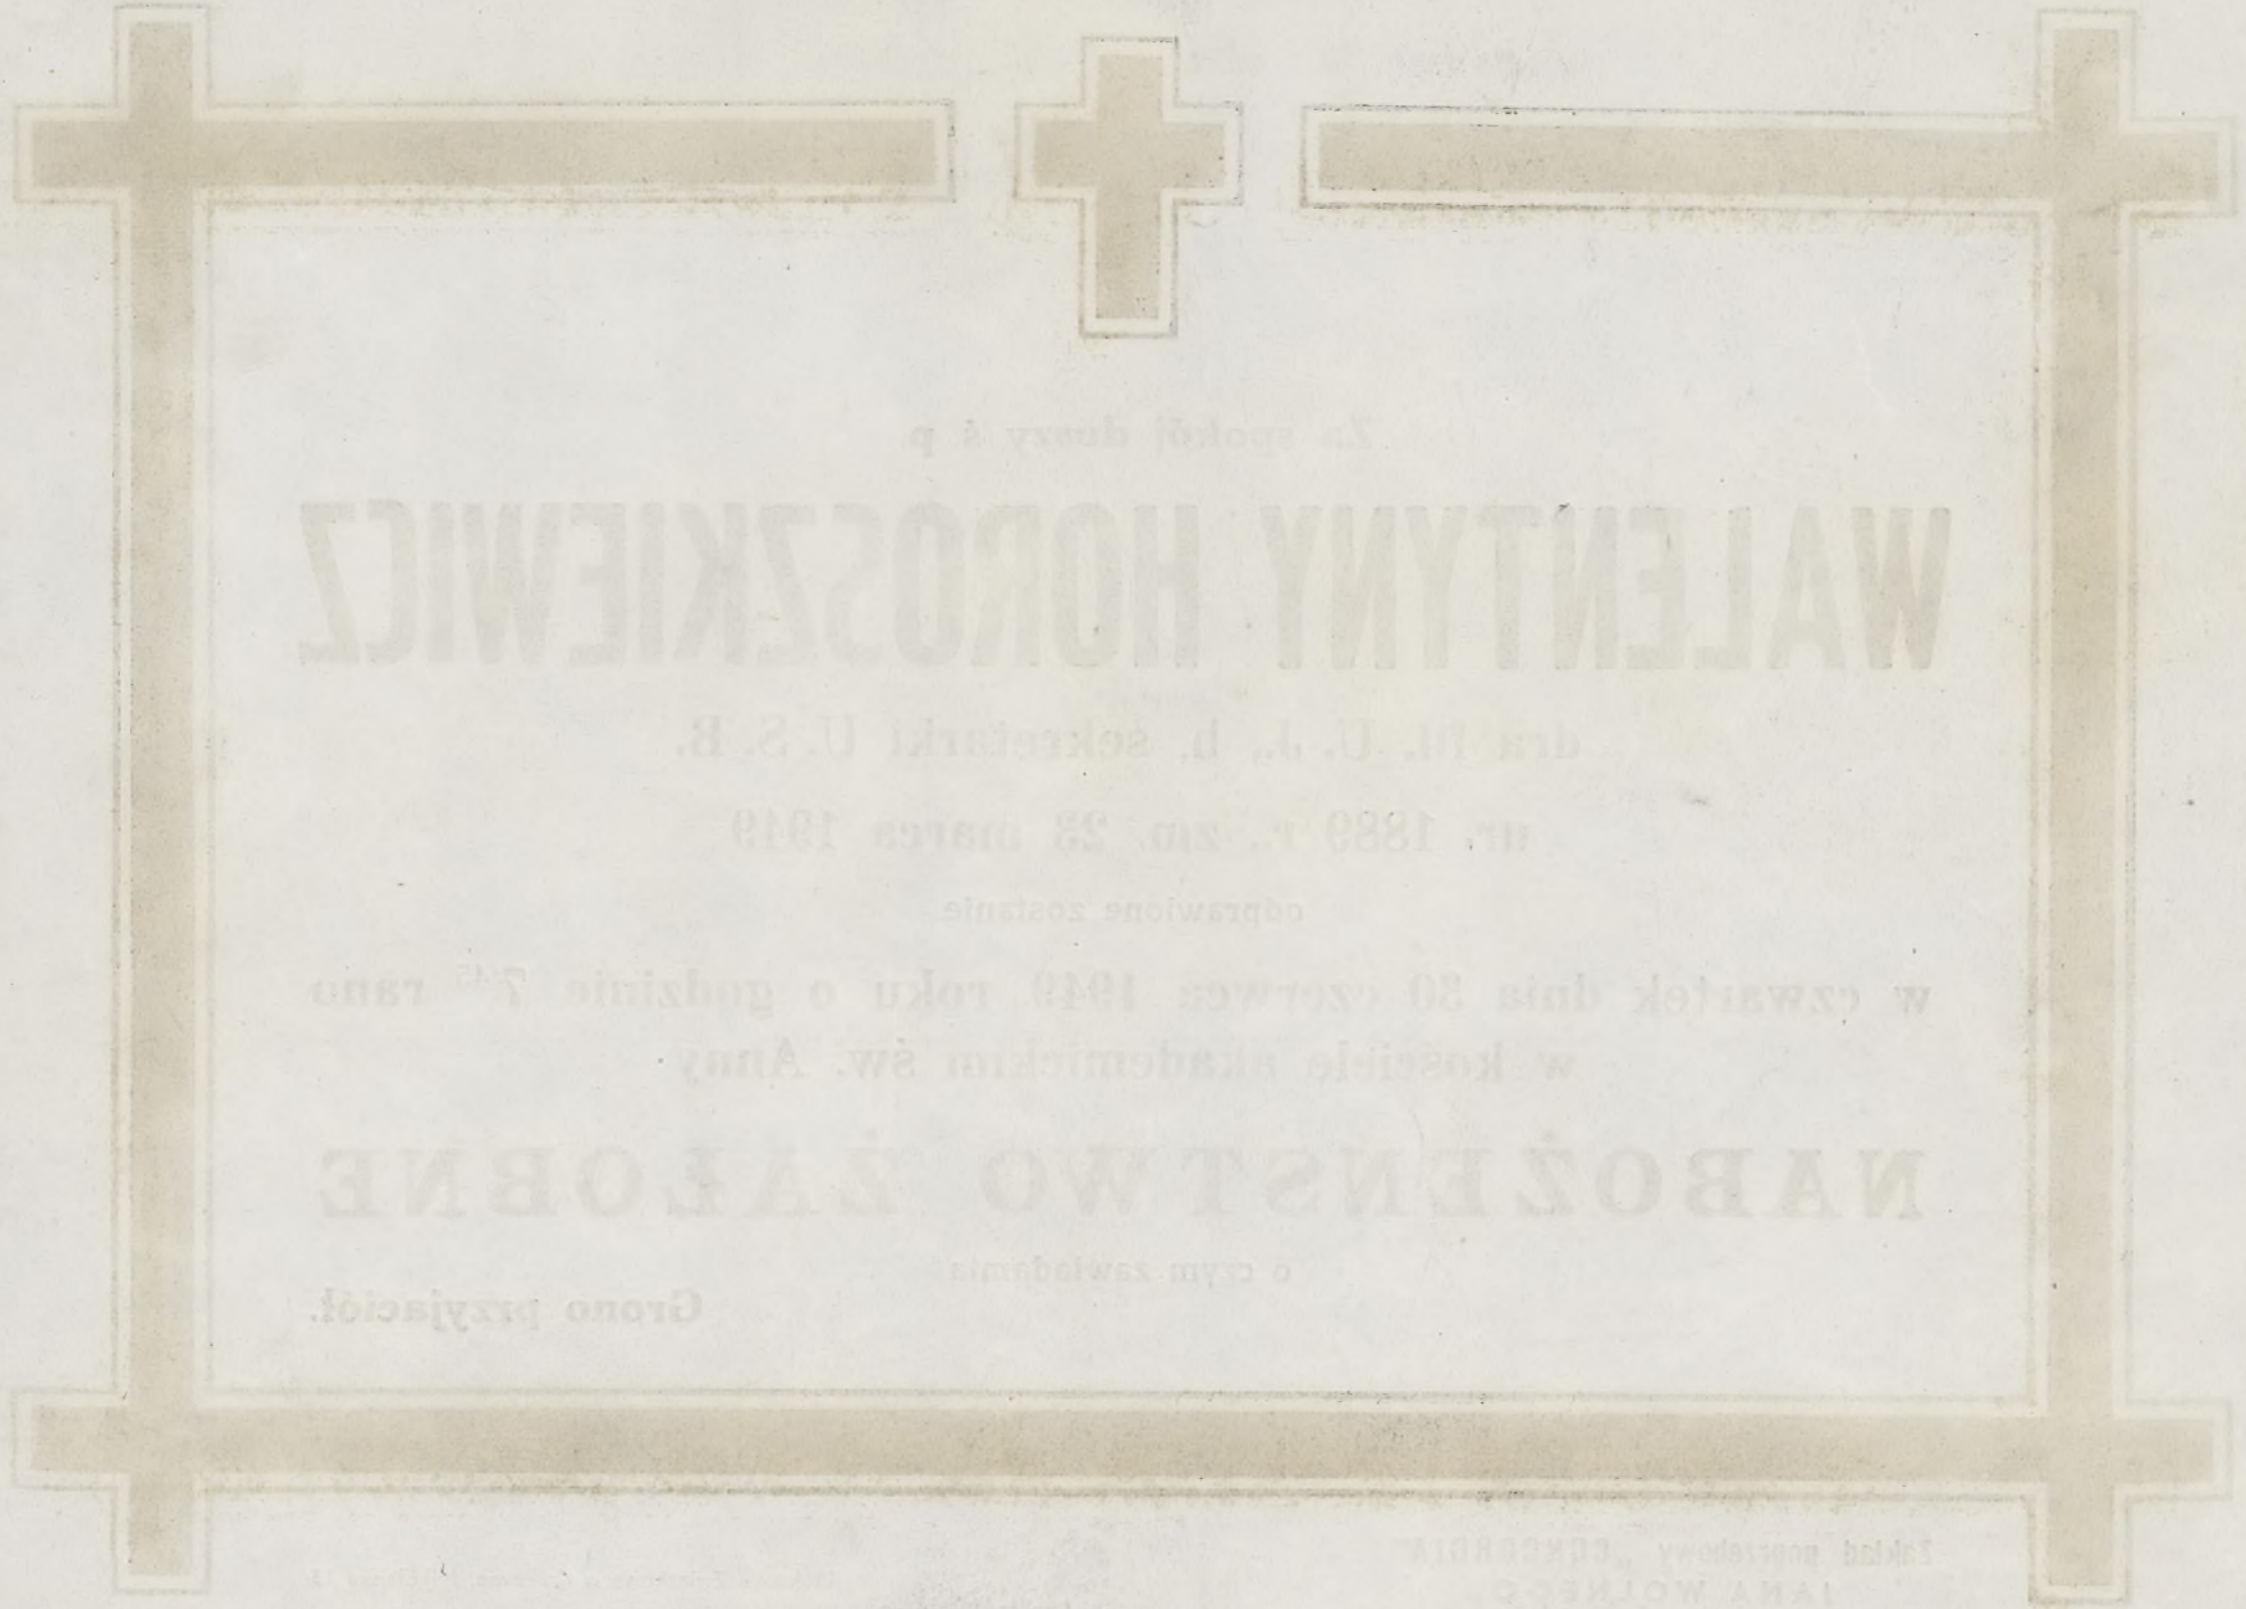 Za spokój duszy ś p
WALENTYNY HOROSZKIEWICZ
dra fil. U. J., b. sekretarki U. S. B.
ur. 1889 r., zm. 23 marca 1949
odprawione zostanie
w czwartek dnia 30 czerwca 1949 roku o godzinie 7⁴⁵ rano
w kościele akademickim św. Anny
NABOŻEŃSTWO ŻAŁOBNE
o czym zawiadamia
Grono przyjaciół.
Zakład pogrzebowy „CONCORDIA"
JANA WOLNEGO